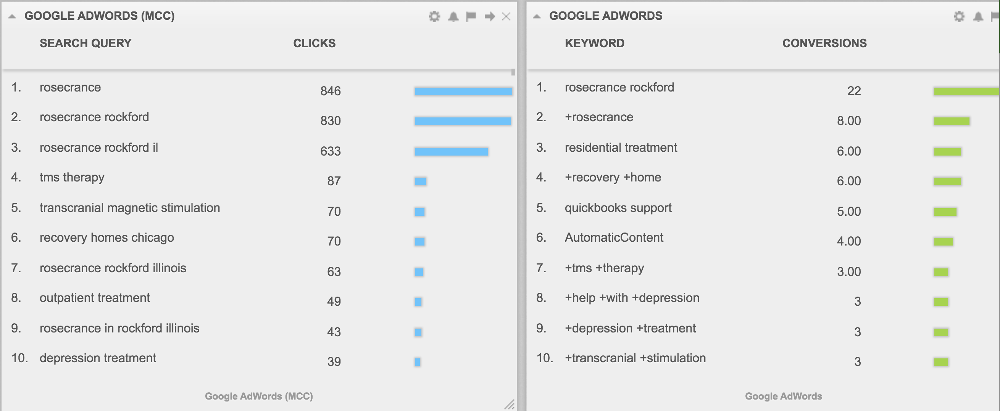 GOOGLE ADWORDS (MCC)
SEARCH QUERY CLICKS
1. rosecrance 846
2. rosecrance rockford 830
3. rosecrance rockford il 633
4. tms therapy 87
5. transcranial magnetic stimulation 70
6. recovery homes chicago 70
7. rosecrance rockford illinois 63
8. outpatient treatment 49
9. rosecrance in rockford illinois 43
10. depression treatment 39
Google AdWords (MCC)
GOOGLE ADWORDS
KEYWORD CONVERSIONS
1. rosecrance rockford 22
2. +rosecrance 8.00
3. residential treatment 6.00
4. +recovery +home 6.00
5. quickbooks support 5.00
6. AutomaticContent 4.00
7. +tms +therapy 3.00
8. +help +with +depression 3
9. +depression +treatment 3
10. +transcranial +stimulation 3
Google AdWords